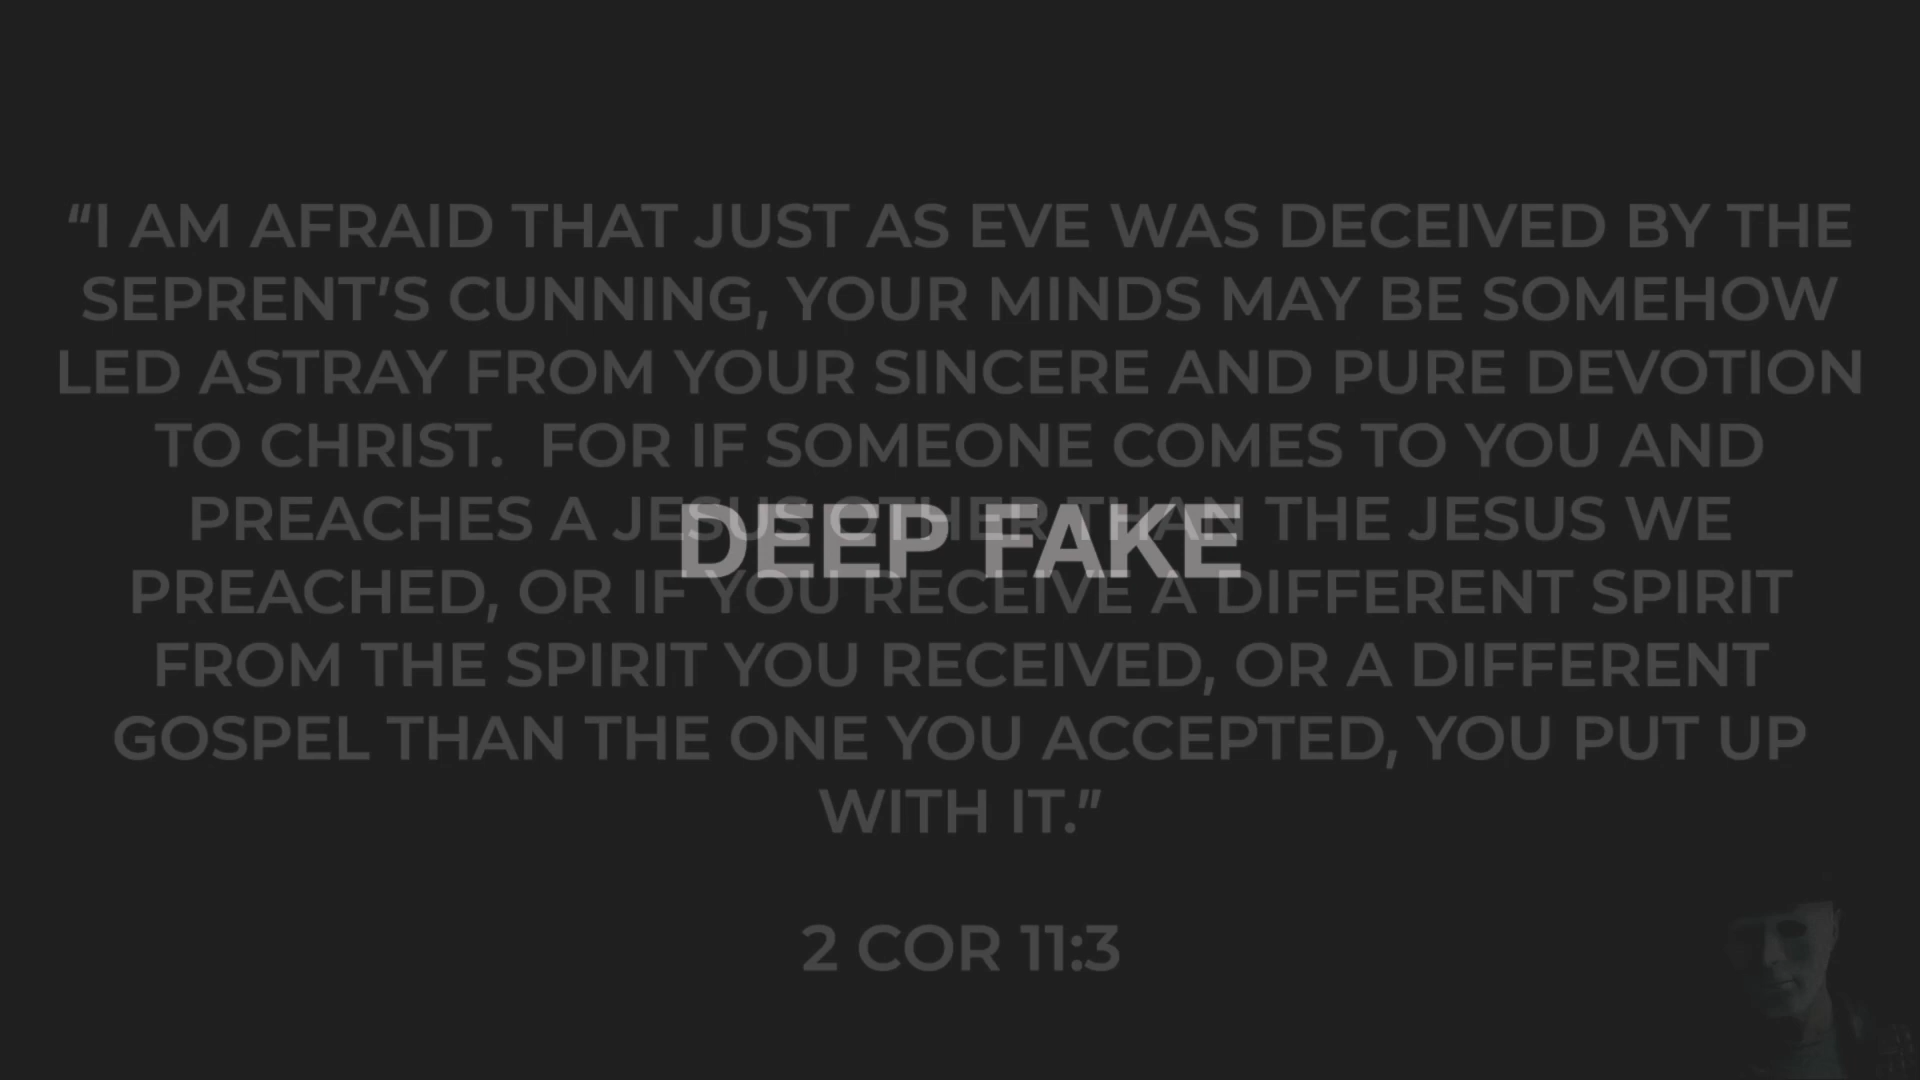 “I AM AFRAID THAT JUST AS EVE WAS DECEIVED BY THE
SEPRENT’S CUNNING, YOUR MINDS MAY BE SOMEHOW
LED ASTRAY FROM YOUR SINCERE AND PURE DEVOTION
TO CHRIST.  FOR IF SOMEONE COMES TO YOU AND
PREACHES A JESUS OTHER THAN THE JESUS WE
DEEP FAKE
PREACHED, OR IF YOU RECEIVE A DIFFERENT SPIRIT
FROM THE SPIRIT YOU RECEIVED, OR A DIFFERENT
GOSPEL THAN THE ONE YOU ACCEPTED, YOU PUT UP
WITH IT.”
2 COR 11:3